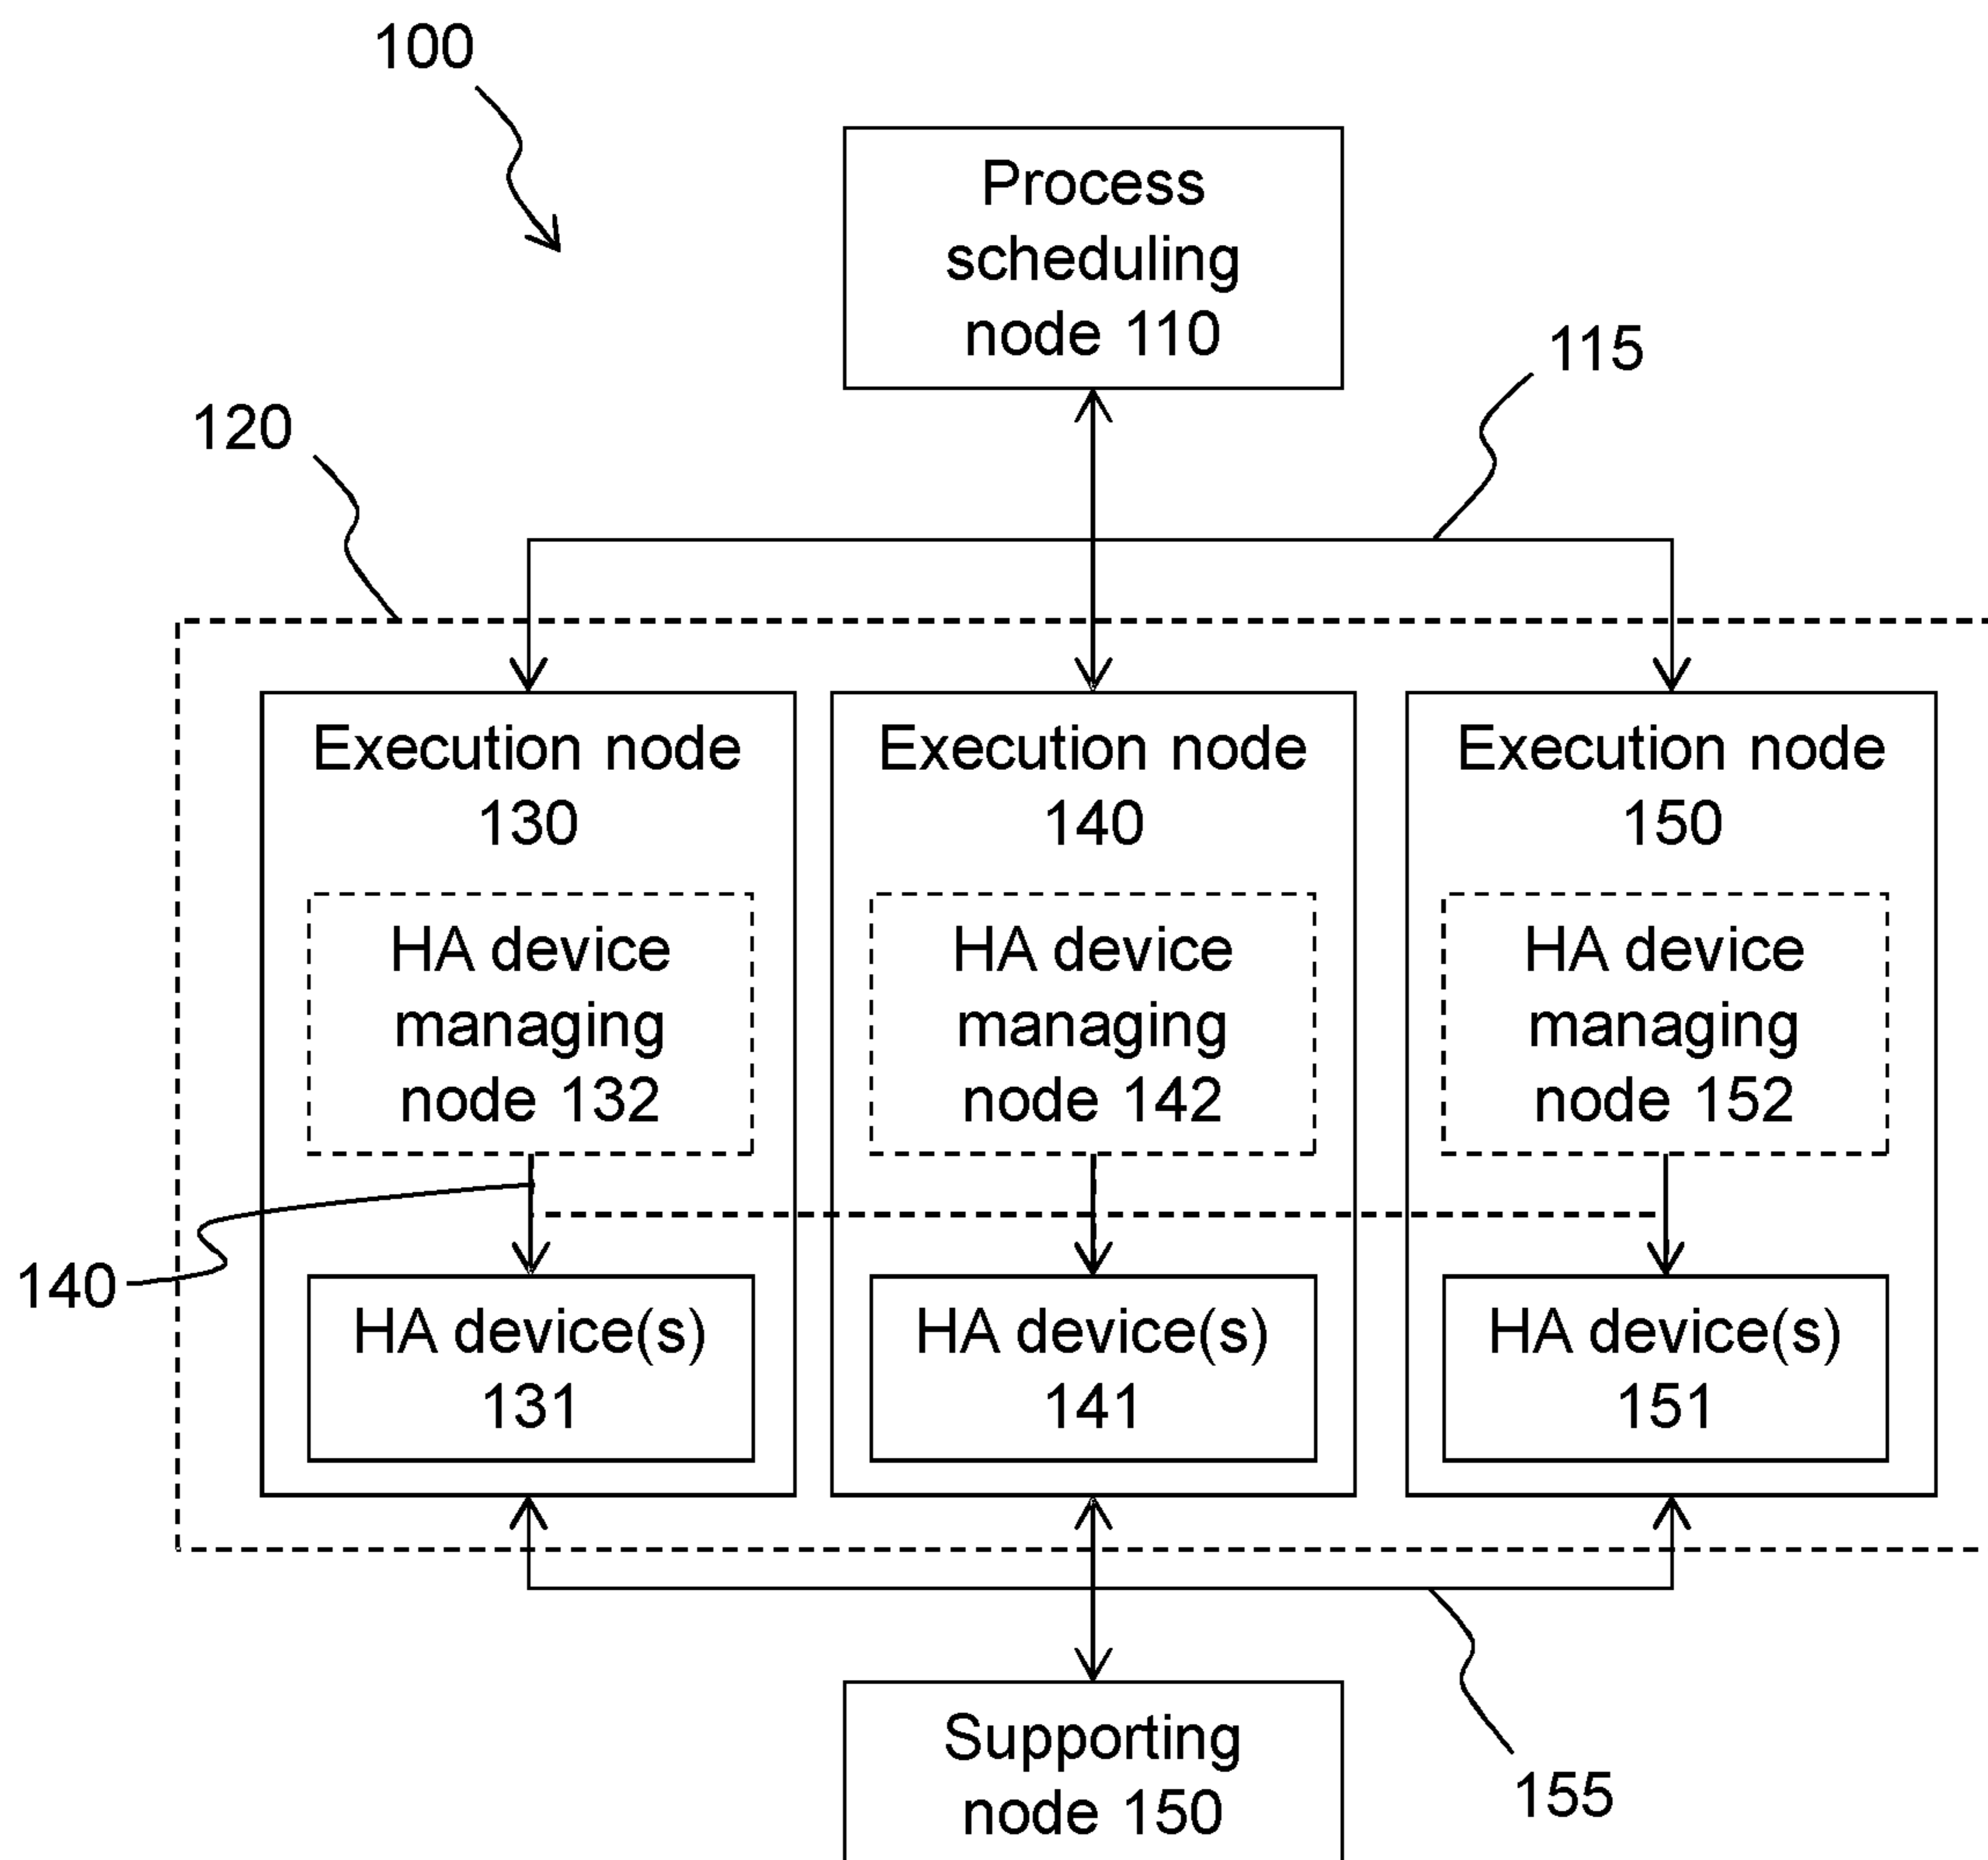 100
Process
scheduling
node 110
115
120
Execution node
130
HA device
managing
node 132
HA device(s)
131
Execution node
140
HA device
managing
node 142
HA device(s)
141
Execution node
150
HA device
managing
node 152
HA device(s)
151
140
Supporting
node 150
155